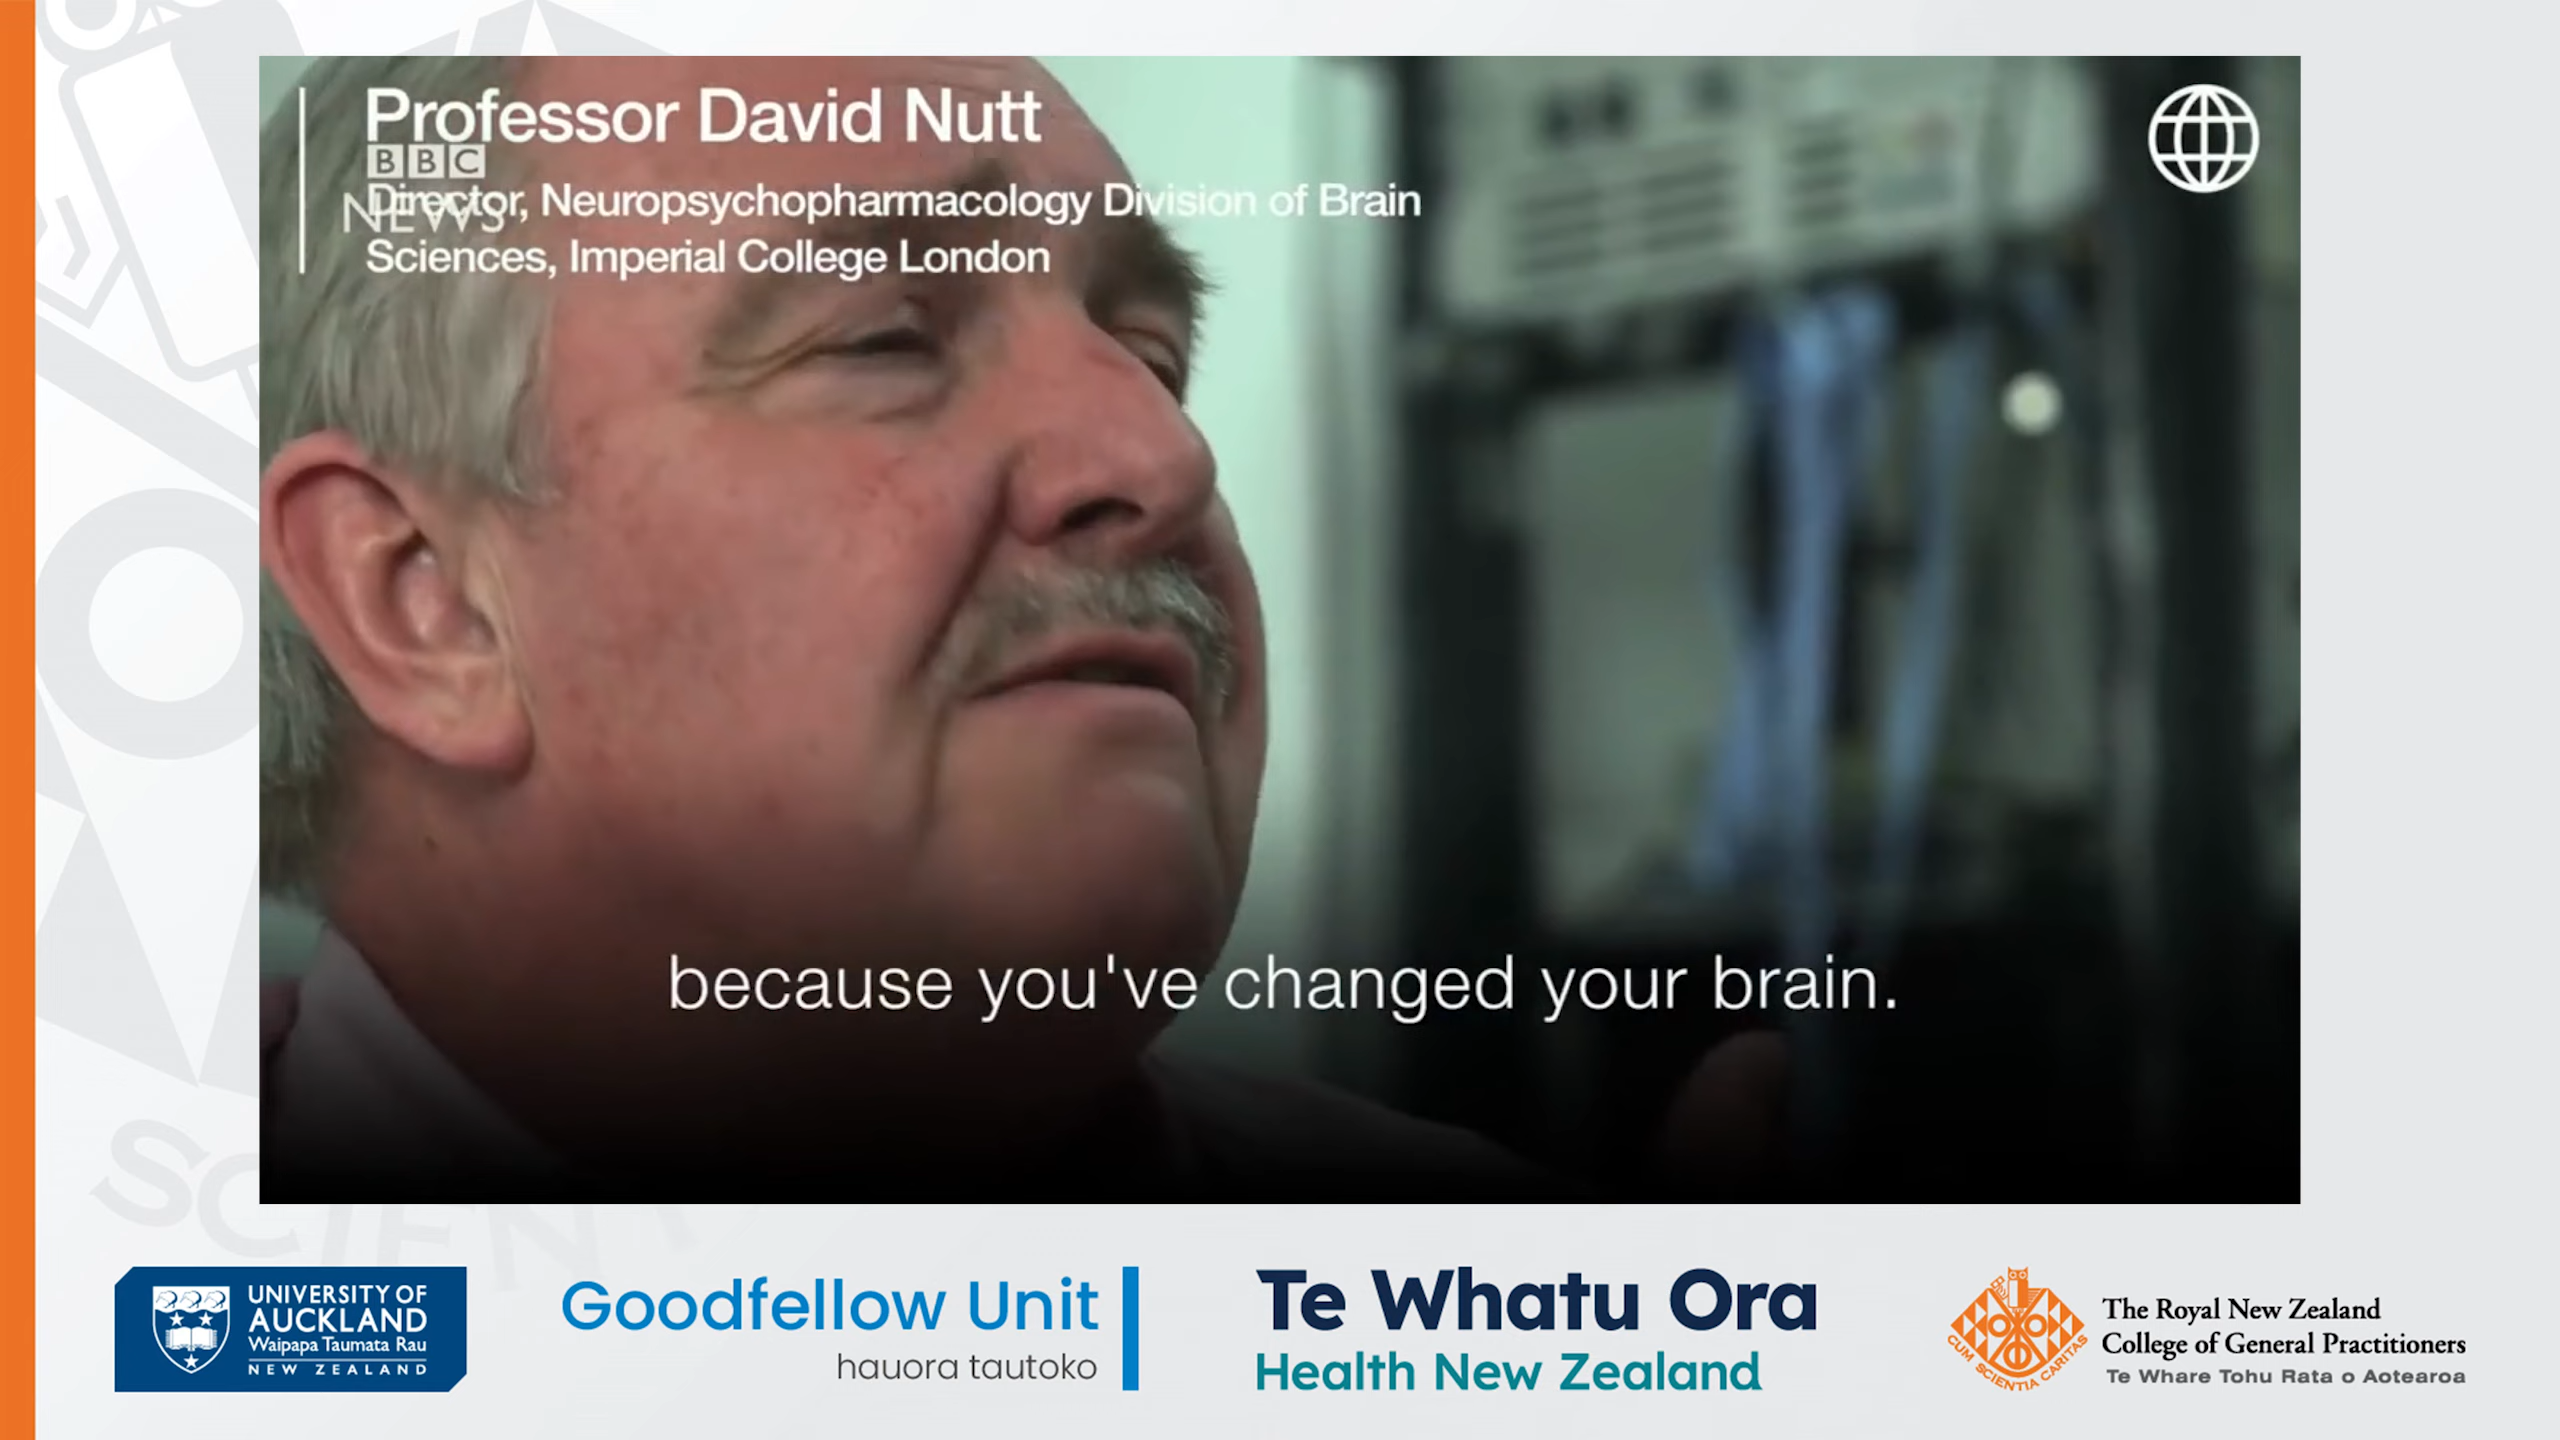 Professor David Nutt
BBC
NEWS
Director, Neuropsychopharmacology Division of Brain
Sciences, Imperial College London
because you've changed your brain.
SCIENT
UNIVERSITY OF
AUCKLAND
Waipapa Taumata Rau
NEW ZEALAND
Goodfellow Unit
hauora tautoko
Te Whatu Ora
Health New Zealand
CUM SCIENTIA CARITAS
The Royal New Zealand
College of General Practitioners
Te Whare Tohu Rata o Aotearoa